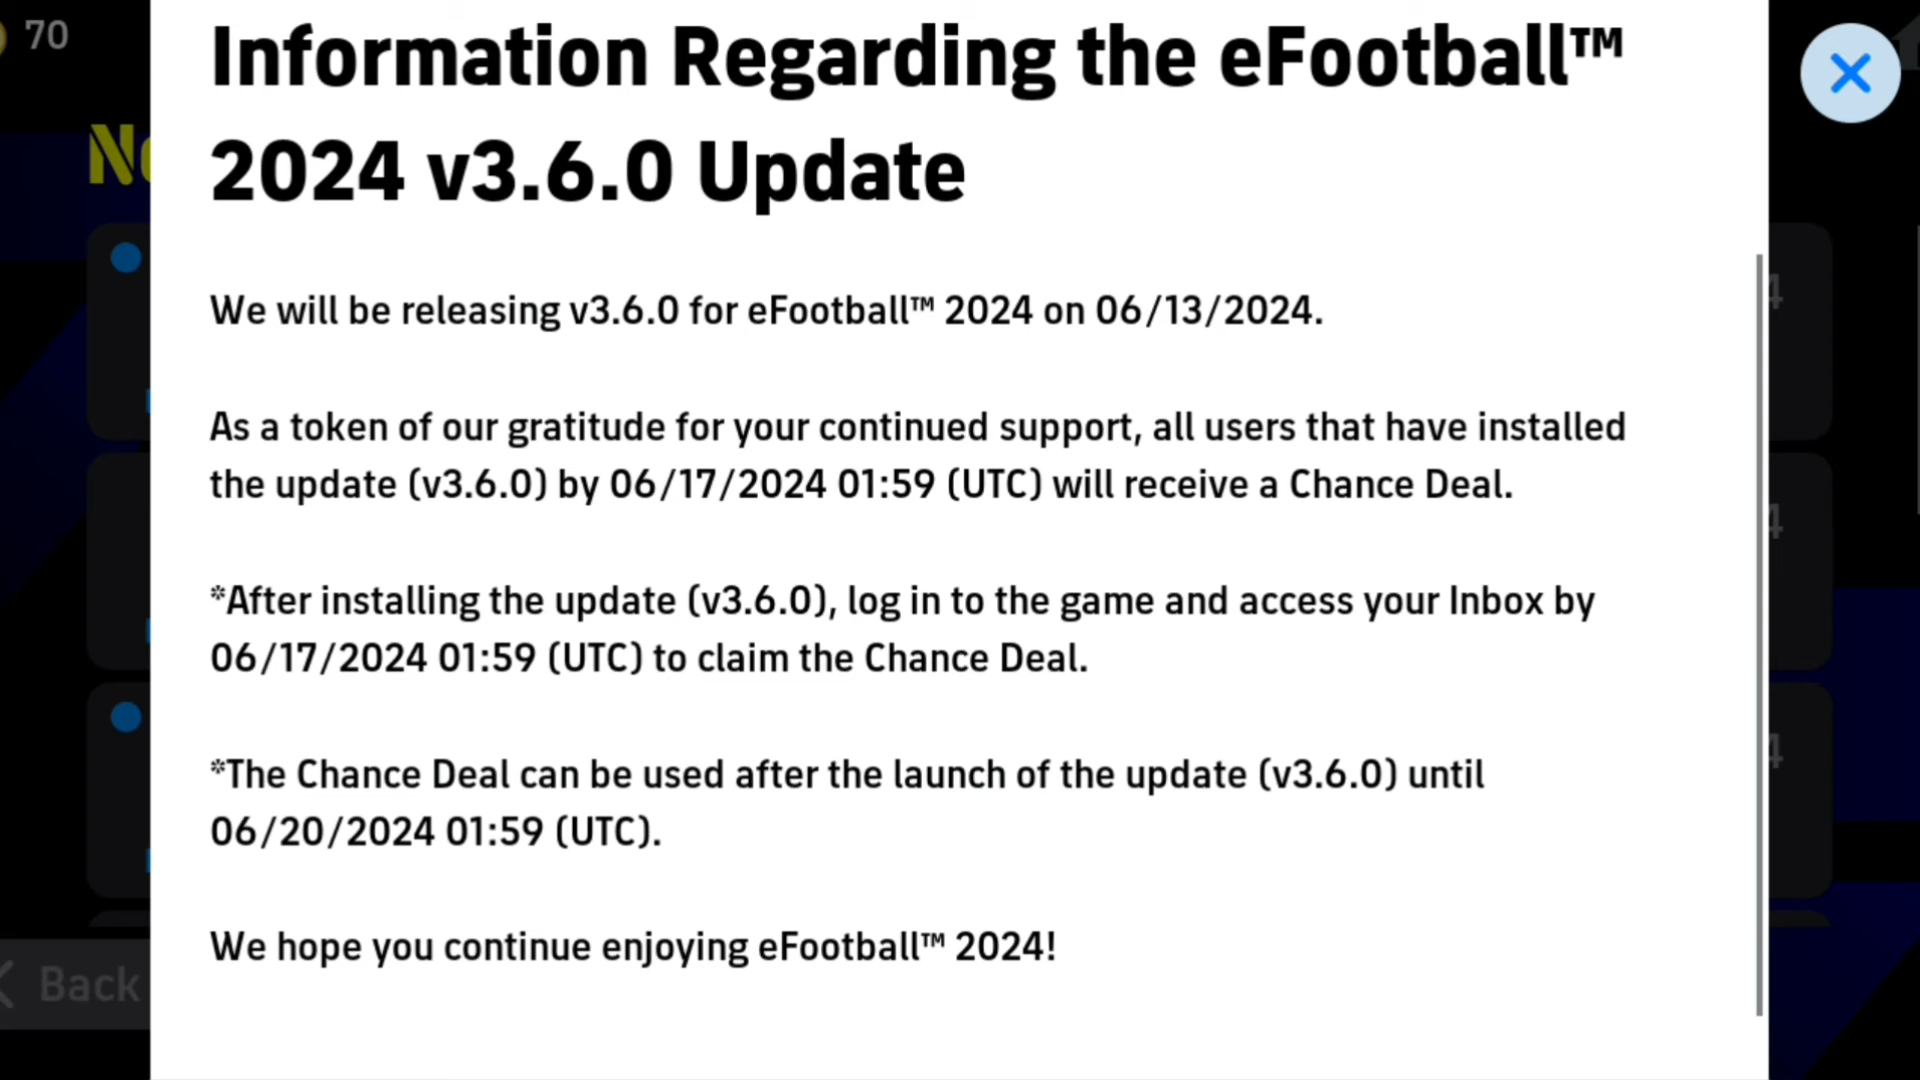 70
Information Regarding the eFootball™
2024 v3.6.0 Update
We will be releasing v3.6.0 for eFootball™ 2024 on 06/13/2024.
As a token of our gratitude for your continued support, all users that have installed
the update (v3.6.0) by 06/17/2024 01:59 (UTC) will receive a Chance Deal.
*After installing the update (v3.6.0), log in to the game and access your Inbox by
06/17/2024 01:59 (UTC) to claim the Chance Deal.
*The Chance Deal can be used after the launch of the update (v3.6.0) until
06/20/2024 01:59 (UTC).
We hope you continue enjoying eFootball™ 2024!
Back